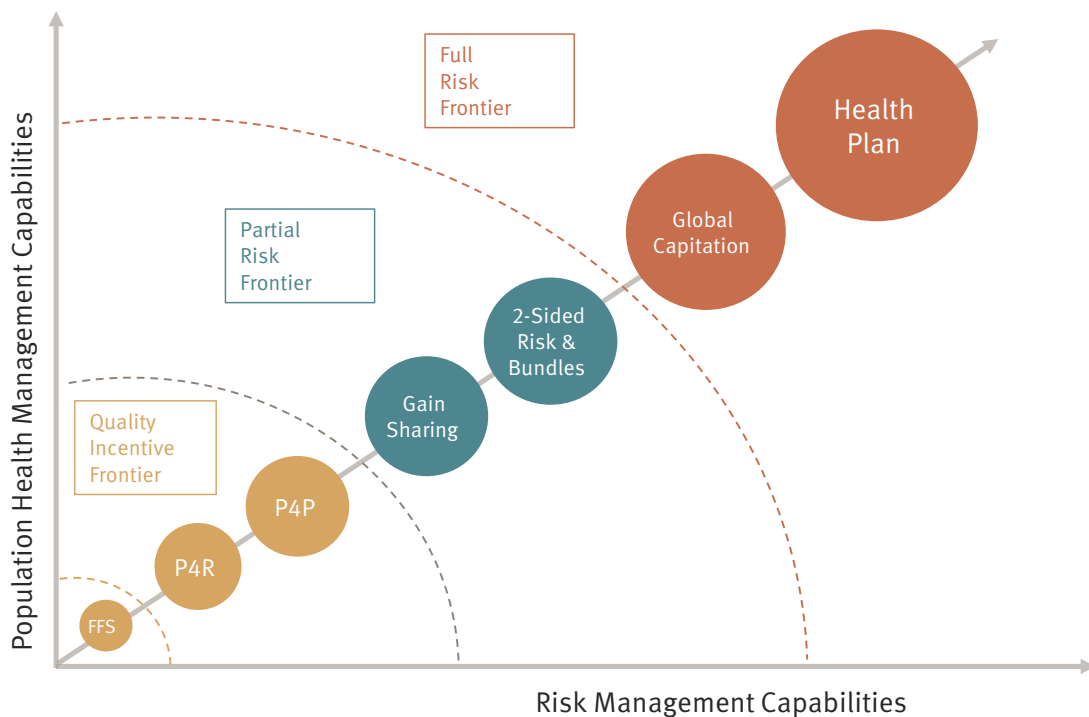 Population Health Management Capabilities
Full
Risk
Frontier
Health
Plan
Partial
Risk
Frontier
Global
Capitation
2-Sided
Risk &
Bundles
Quality
Incentive
Frontier
Gain
Sharing
P4P
P4R
FFS
Risk Management Capabilities